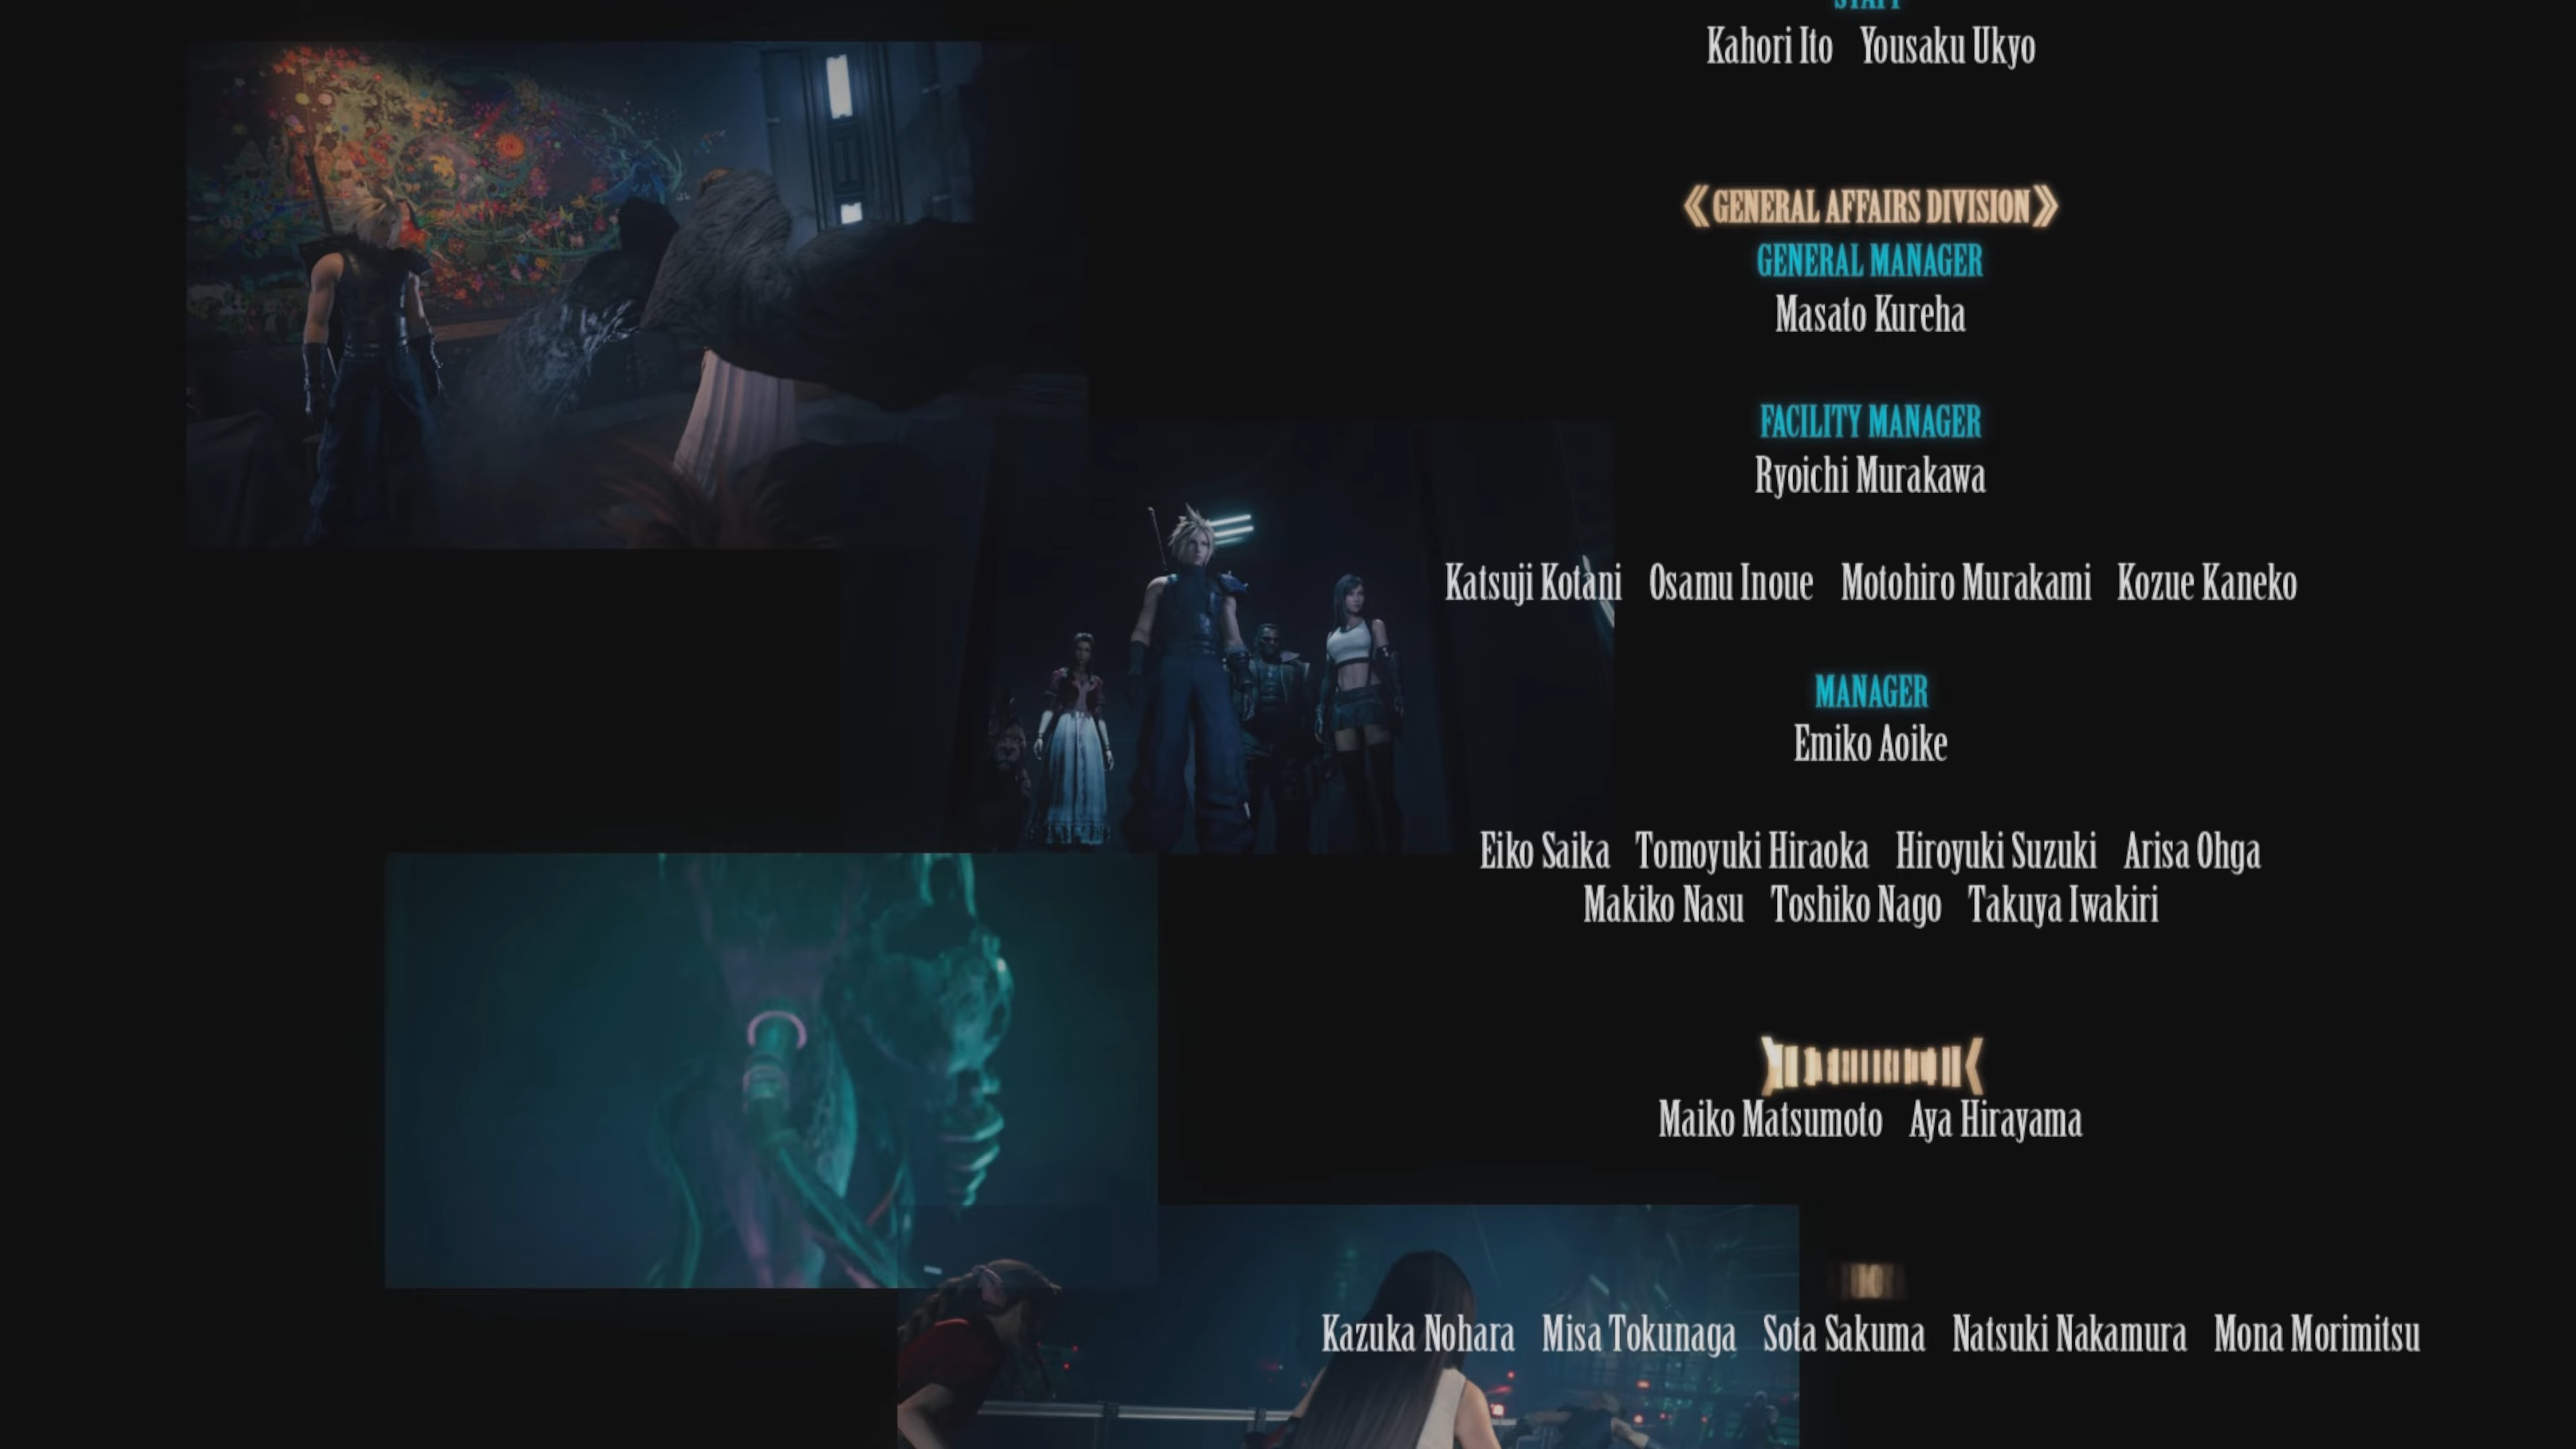 STAFF
Kahori Ito Yousaku Ukyo
《GENERAL AFFAIRS DIVISION》
GENERAL MANAGER
Masato Kureha
FACILITY MANAGER
Ryoichi Murakawa
Katsuji Kotani Osamu Inoue Motohiro Murakami Kozue Kaneko
MANAGER
Emiko Aoike
Eiko Saika Tomoyuki Hiraoka Hiroyuki Suzuki Arisa Ohga
Makiko Nasu Toshiko Nago Takuya Iwakiri
Maiko Matsumoto Aya Hirayama
Kazuka Nohara Misa Tokunaga Sota Sakuma Natsuki Nakamura Mona Morimitsu